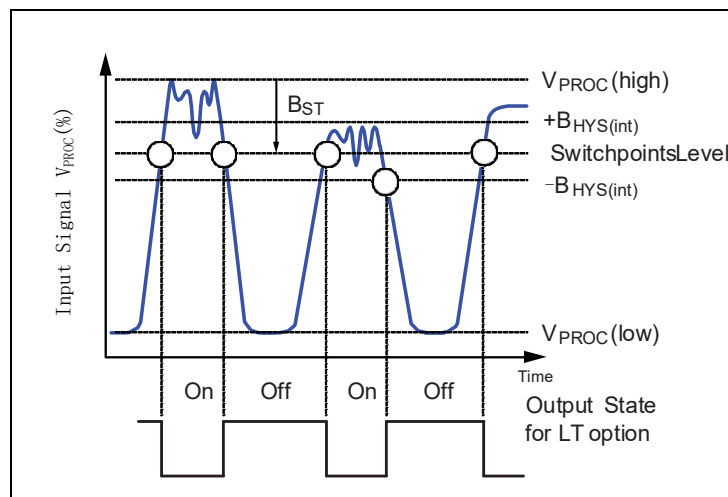 VPROC(high)
BST
+BHYS(int)
SwitchpointsLevel
−BHYS(int)
Input Signal VPROC(%)
VPROC(low)
Time
On Off On Off
Output State
for LT option